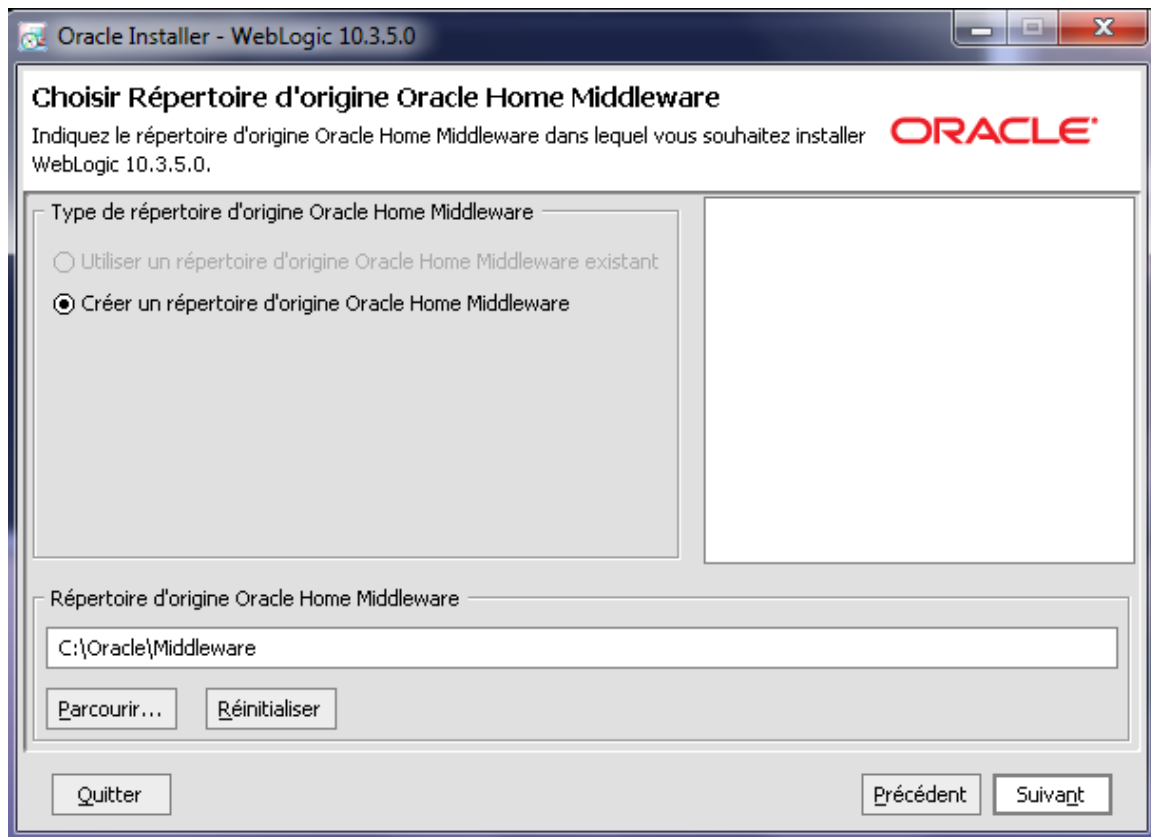 Oracle Installer - WebLogic 10.3.5.0
Choisir Répertoire d'origine Oracle Home Middleware
Indiquez le répertoire d'origine Oracle Home Middleware dans lequel vous souhaitez installer
WebLogic 10.3.5.0.
ORACLE
Type de répertoire d'origine Oracle Home Middleware
Utiliser un répertoire d'origine Oracle Home Middleware existant
Créer un répertoire d'origine Oracle Home Middleware
Répertoire d'origine Oracle Home Middleware
C:\Oracle\Middleware
Parcourir... Réinitialiser
Quitter Précédent Suivant